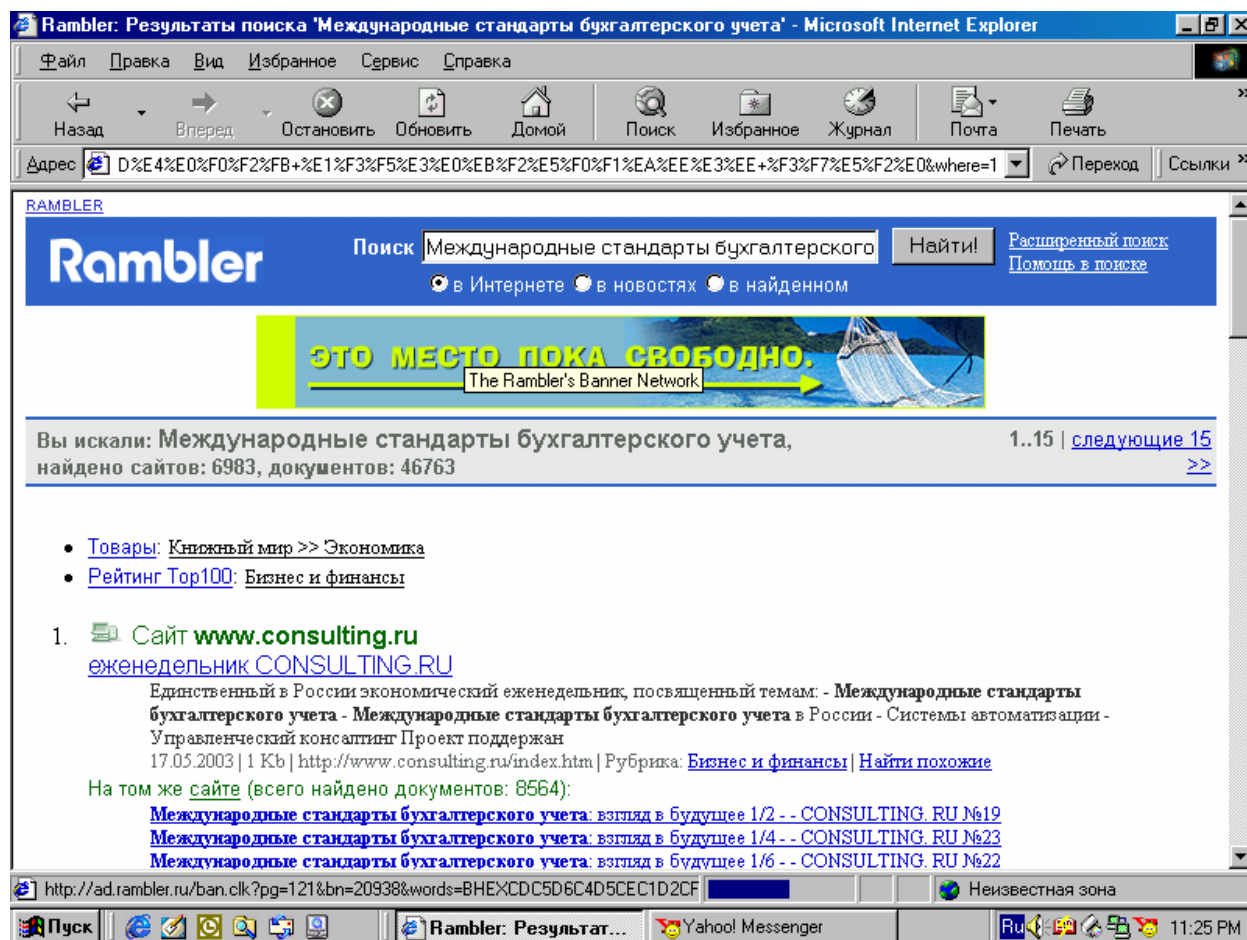 Rambler: Результаты поиска 'Международные стандарты бухгалтерского учета' - Microsoft Internet Explorer
Файл Правка Вид Избранное Сервис Справка
Назад Вперед Остановить Обновить Домой Поиск Избранное Журнал Почта Печать
Адрес D%E4%E0%F0%F2%FB+%E1%F3%F5%E3%E0%EB%F2%E5%F0%F1%EA%EE%E3%EE+%F3%F7%E5%F2%E0&where=1 Переход Ссылки
RAMBLER
Rambler Поиск Международные стандарты бухгалтерского Найти! Расширенный поиск
Помощь в поиске
в Интернете в новостях в найденном
ЭТО МЕСТО ПОКА СВОБОДНО.
The Rambler's Banner Network
Вы искали: Международные стандарты бухгалтерского учета, 1..15 | следующие 15
найдено сайтов: 6983, документов: 46763 >>
• Товары: Книжный мир >> Экономика
• Рейтинг Top100: Бизнес и финансы
1. Сайт www.consulting.ru
еженедельник CONSULTING.RU
Единственный в России экономический еженедельник, посвященный темам: - Международные стандарты
бухгалтерского учета - Международные стандарты бухгалтерского учета в России - Системы автоматизации -
Управленческий консалтинг Проект поддержан
17.05.2003 | 1 Kb | http://www.consulting.ru/index.htm | Рубрика: Бизнес и финансы | Найти похожие
На том же сайте (всего найдено документов: 8564):
Международные стандарты бухгалтерского учета: взгляд в будущее 1/2 - - CONSULTING. RU №19
Международные стандарты бухгалтерского учета: взгляд в будущее 1/4 - - CONSULTING. RU №23
Международные стандарты бухгалтерского учета: взгляд в будущее 1/6 - - CONSULTING. RU №22
http://ad.rambler.ru/ban.clk?pg=121&bn=20938&words=BHEXCDC5D6C4D5CEC1D2CF Неизвестная зона
Пуск Rambler: Результат... Yahoo! Messenger Ru 11:25 PM